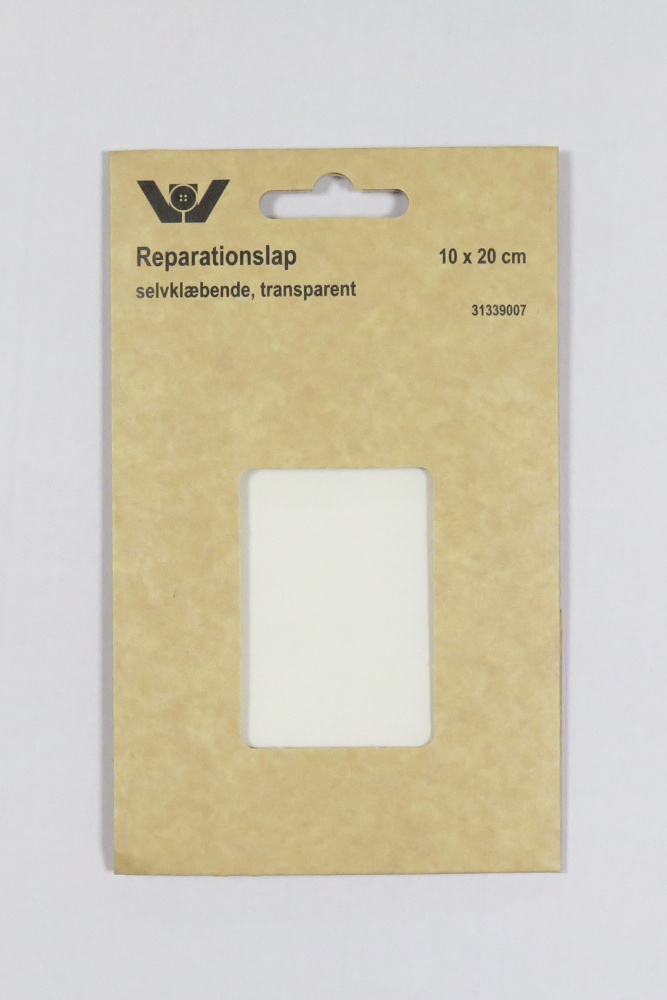 Reparationslap 10 x 20 cm
selvklæbende, transparent
31339007